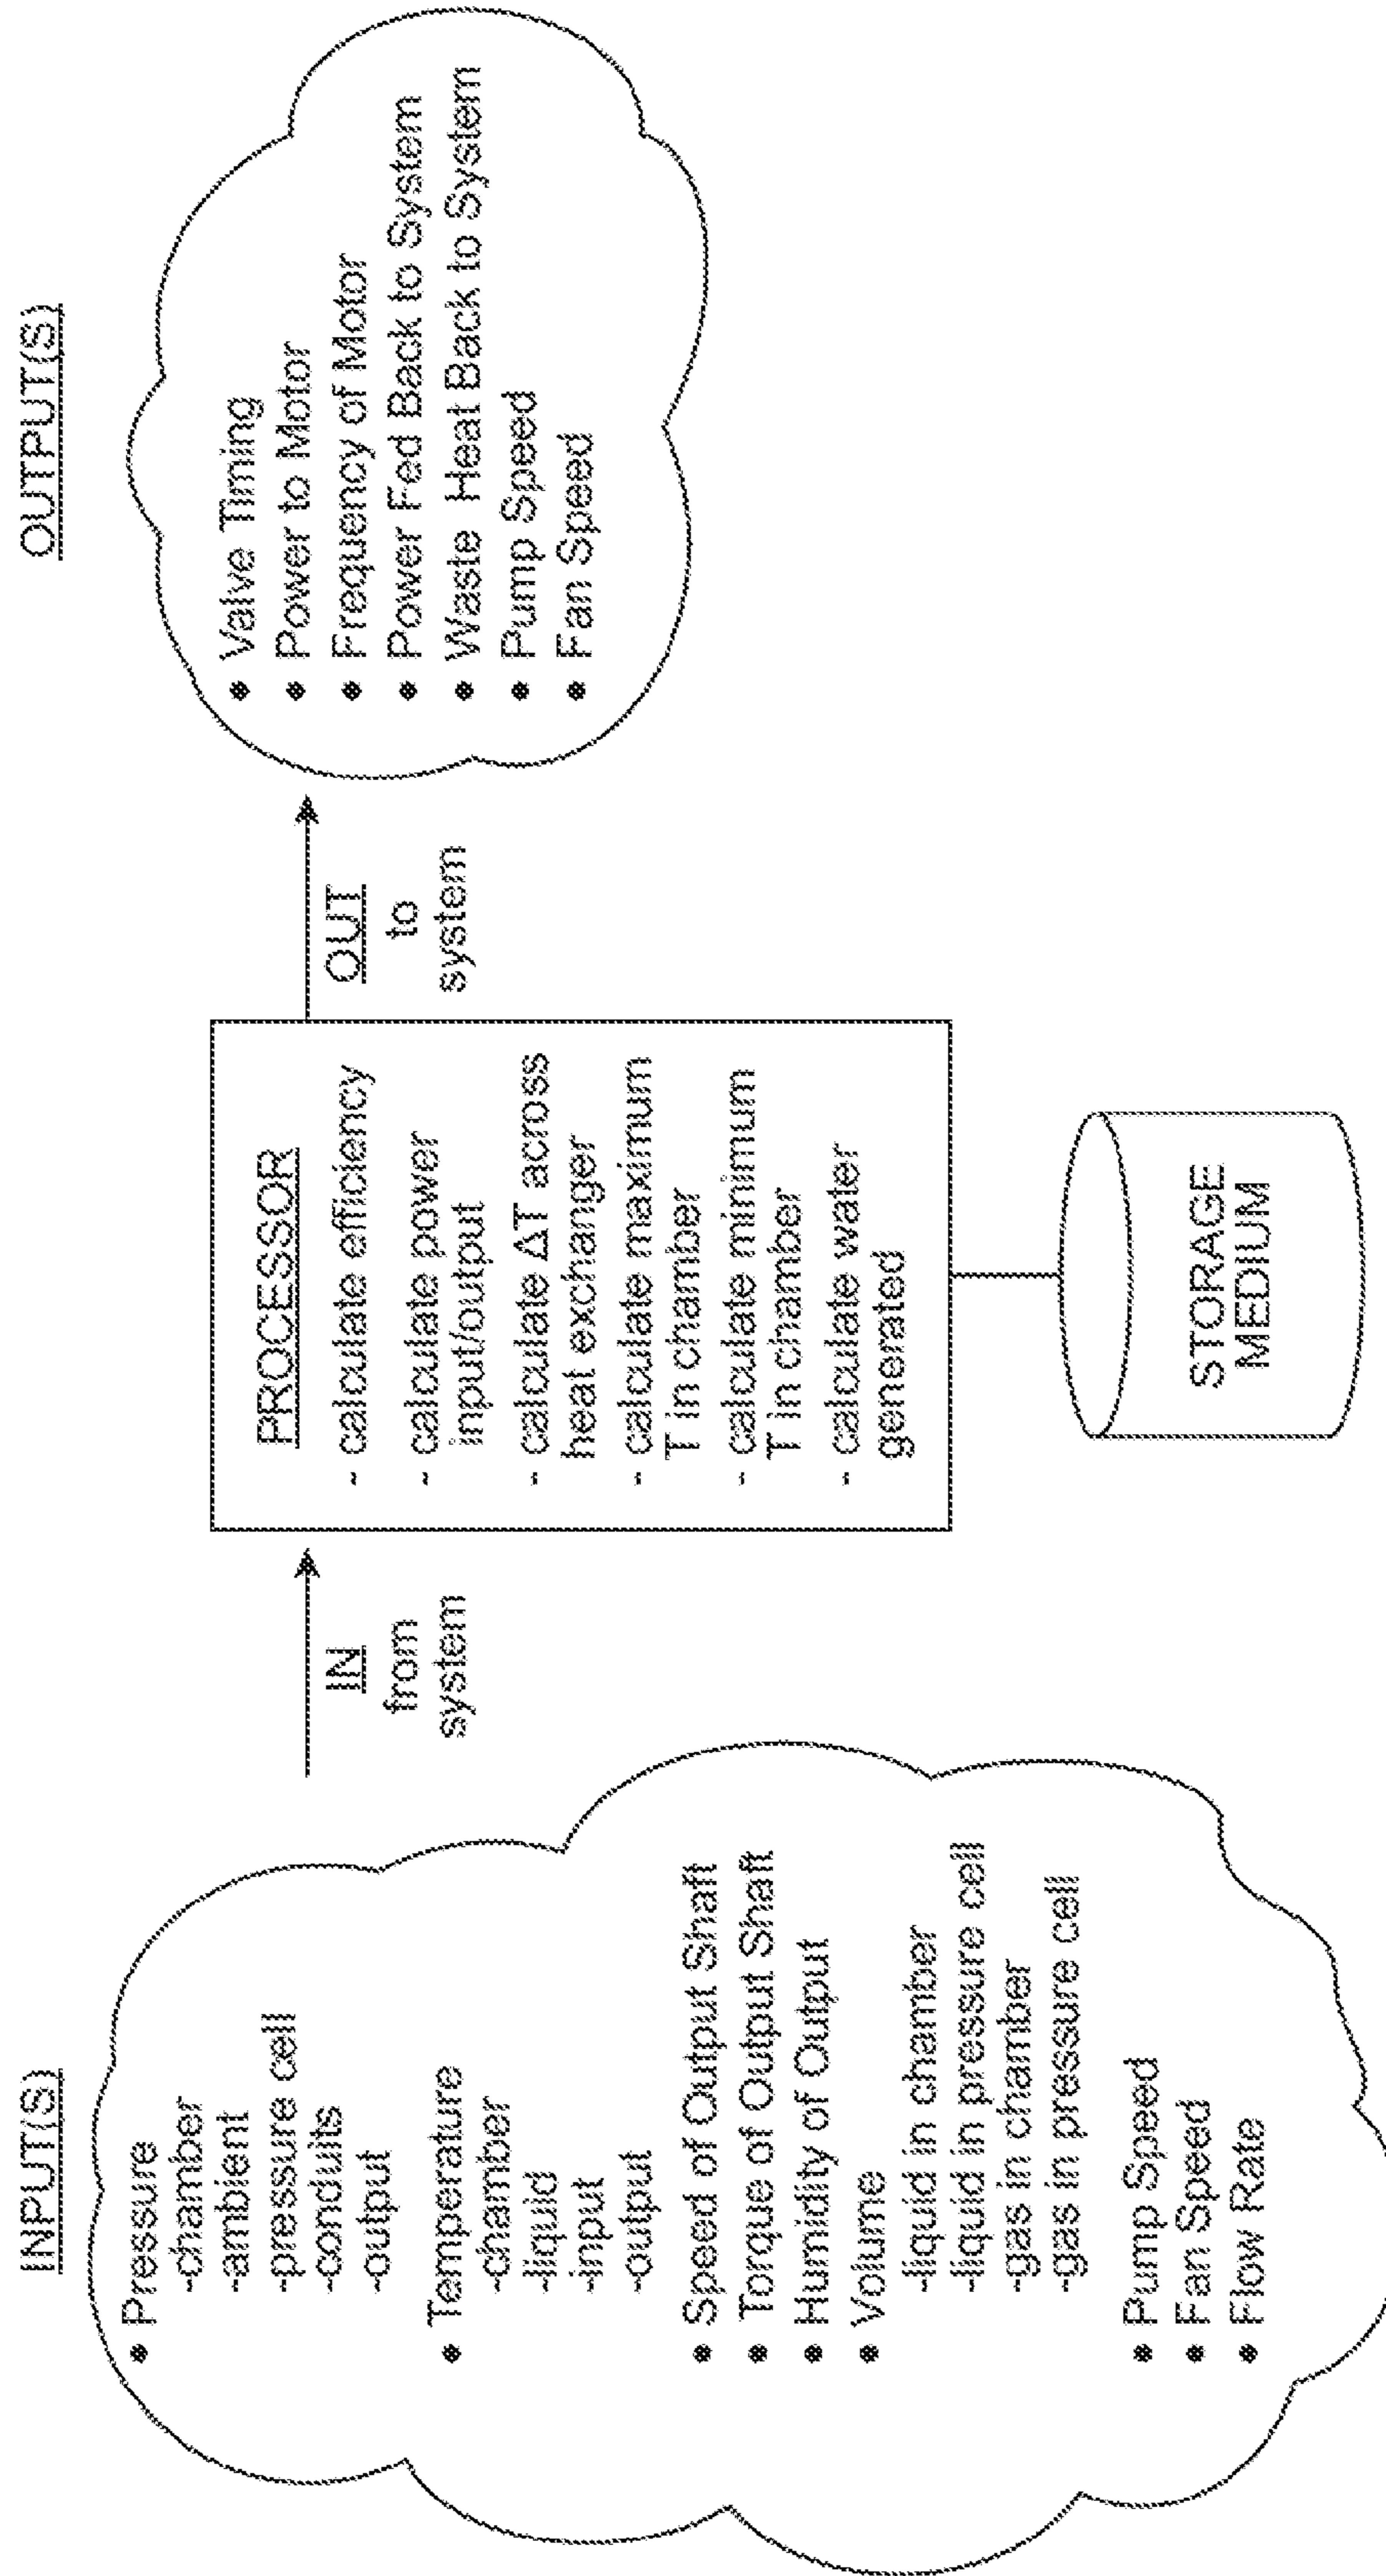 INPUT(S)
● Pressure
-chamber
-ambient
-pressure cell
-conduits
-output
● Temperature
-chamber
-liquid
-input
-output
● Speed of Output Shaft
● Torque of Output Shaft
● Humidity of Output
● Volume
-liquid in chamber
-liquid in pressure cell
-gas in chamber
-gas in pressure cell
● Pump Speed
● Fan Speed
● Flow Rate
IN
from
system
PROCESSOR
- calculate efficiency
- calculate power
input/output
- calculate ΔT across
heat exchanger
- calculate maximum
T in chamber
- calculate minimum
T in chamber
- calculate water
generated
STORAGE
MEDIUM
OUT
to
system
OUTPUT(S)
● Valve Timing
● Power to Motor
● Frequency of Motor
● Power Fed Back to System
● Waste Heat Back to System
● Pump Speed
● Fan Speed